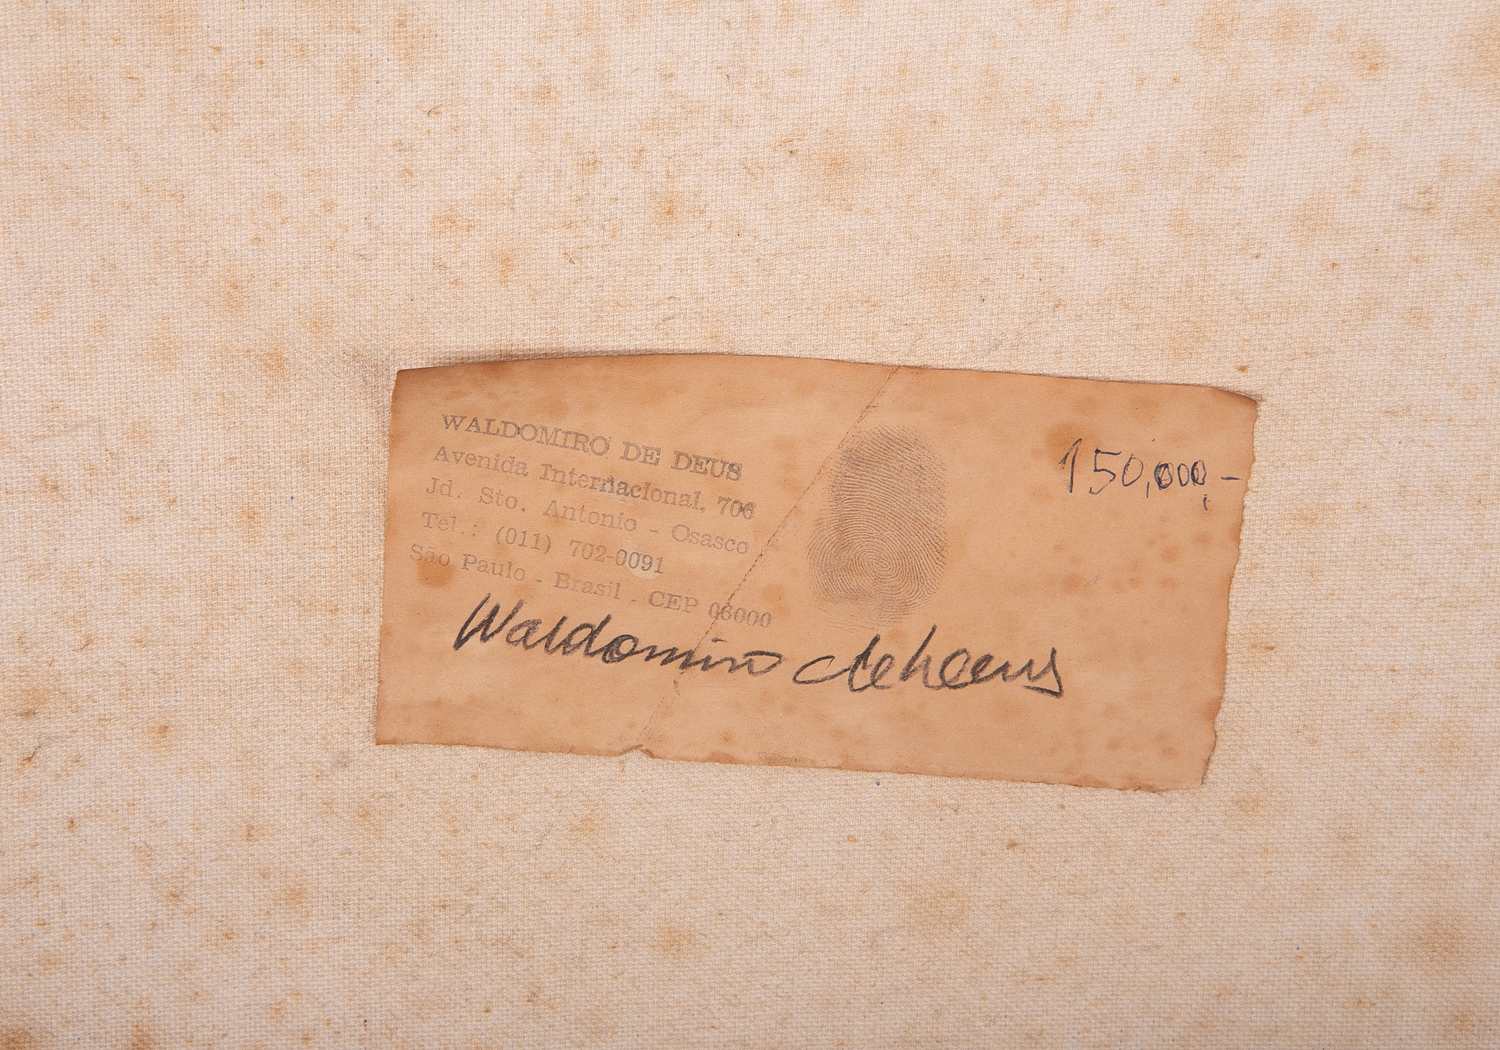 WALDOMIRO DE DEUS
Avenida Internacional, 706
Jd. Sto. Antonio - Osasco
Tel.: (011) 702-0091
São Paulo - Brasil - CEP 06000
150,000,-
Waldomiro de Deus